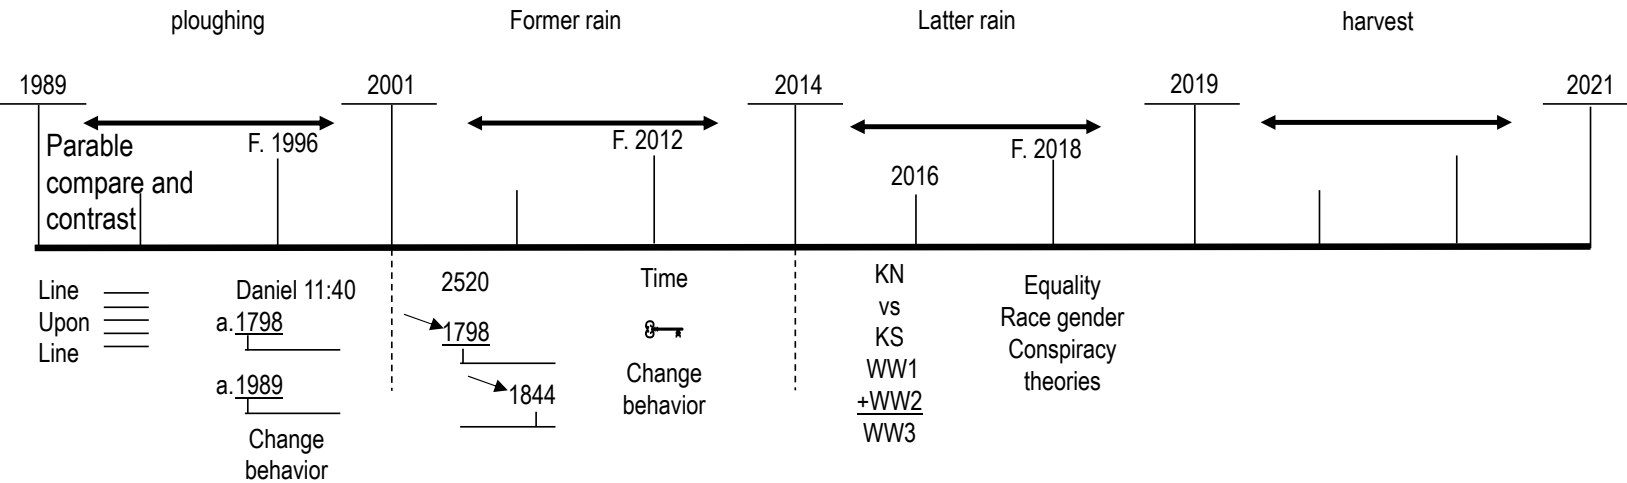 ploughing
Former rain
Latter rain
harvest
1989
2001
2014
2019
2021
Parable
compare and
contrast
F. 1996
F. 2012
2016
F. 2018
Line
Upon
Line
Daniel 11:40
a.1798
a.1989
Change
behavior
2520
1798
1844
Time
Change
behavior
KN
vs
KS
WW1
+WW2
WW3
Equality
Race gender
Conspiracy
theories